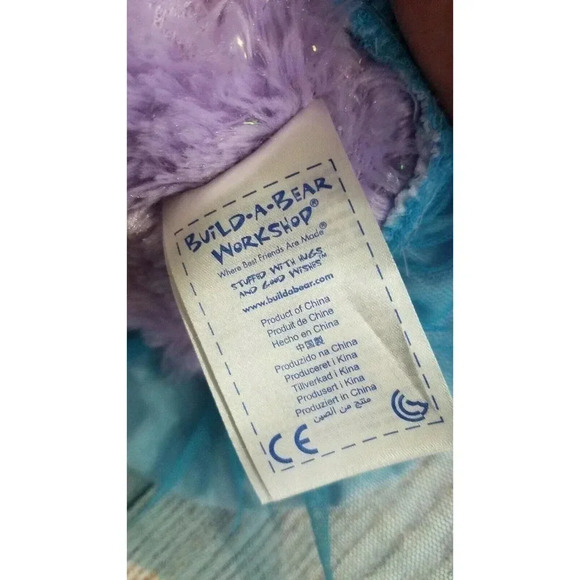 BUILD-A-BEAR
WORKSHOP®
Where Best Friends Are Made®
STUFFED WITH HUGS
AND GOOD WISHES™
www.buildabear.com
Product of China
Produit de Chine
Hecho en China
中国製
Produzido na China
Produceret i Kina
Tillverkad i Kina
Produsert i Kina
Produziert in China
منتج من الصين
CE